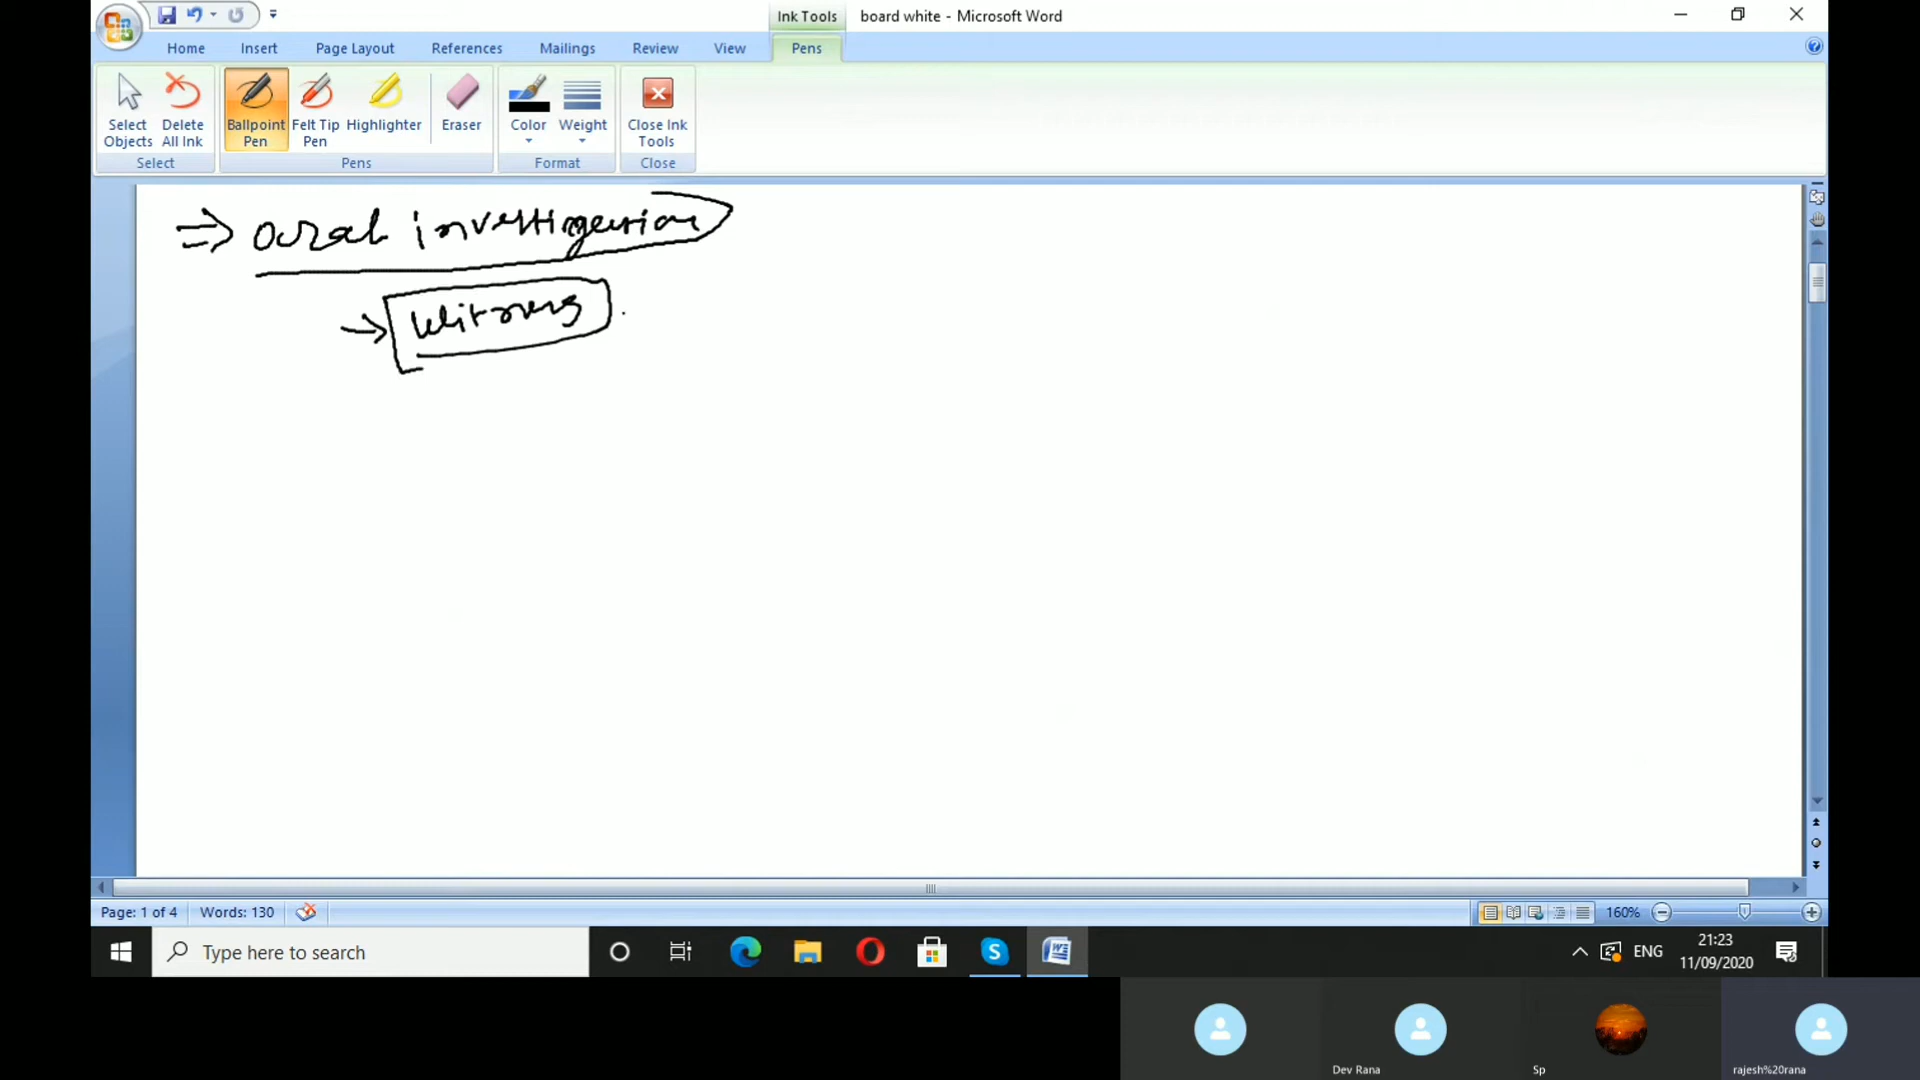 Ink Tools board white - Microsoft Word
Home Insert Page Layout References Mailings Review View Pens
Select Objects Delete All Ink Ballpoint Pen Felt Tip Pen Highlighter Eraser Color Weight Close Ink Tools
Select Pens Format Close
⇒ oral investigation
→
Page: 1 of 4 Words: 130 160%
Type here to search ENG 21:23
11/09/2020
Dev Rana Sp rajesh%20rana